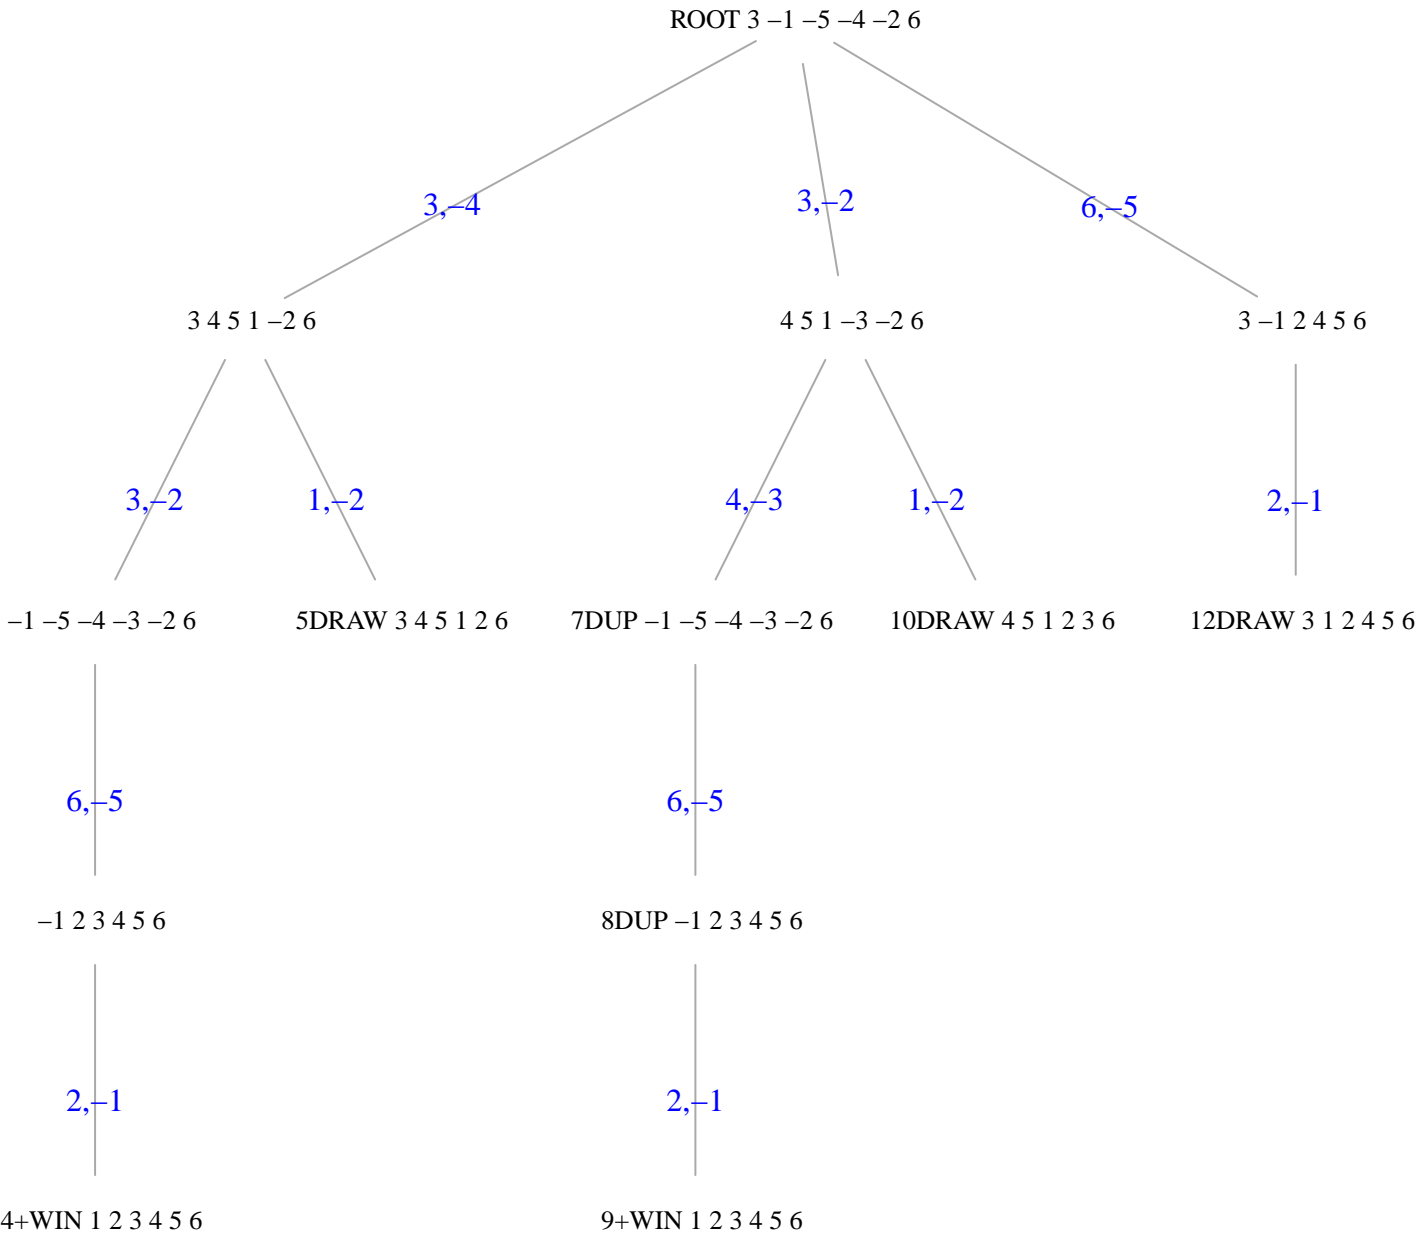 ROOT 3 –1 –5 –4 –2 6
3,–4
3,–2
6,–5
3 4 5 1 –2 6
4 5 1 –3 –2 6
3 –1 2 4 5 6
3,–2
1,–2
4,–3
1,–2
2,–1
–1 –5 –4 –3 –2 6
5DRAW 3 4 5 1 2 6
7DUP –1 –5 –4 –3 –2 6
10DRAW 4 5 1 2 3 6
12DRAW 3 1 2 4 5 6
6,–5
6,–5
–1 2 3 4 5 6
8DUP –1 2 3 4 5 6
2,–1
2,–1
4+WIN 1 2 3 4 5 6
9+WIN 1 2 3 4 5 6